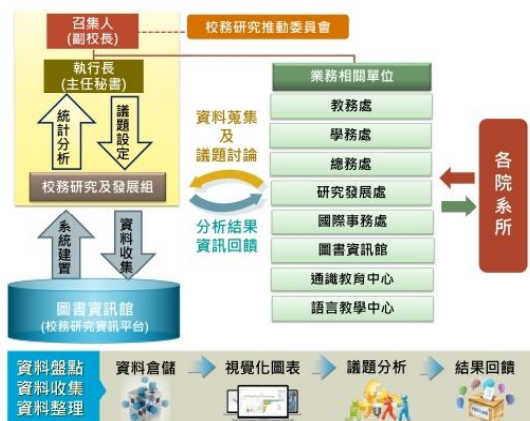 召集人
(副校長)
校務研究推動委員會
執行長
(主任秘書)
統計分析
議題設定
校務研究及發展組
系統建置
資料收集
圖書資訊館
(校務研究資訊平台)
資料蒐集
及
議題討論
分析結果
資訊回饋
業務相關單位
教務處
學務處
總務處
研究發展處
國際事務處
圖書資訊館
通識教育中心
語言教學中心
各院系所
資料盤點
資料收集
資料整理
資料倉儲
視覺化圖表
議題分析
結果回饋